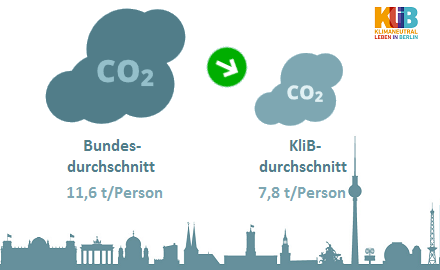 KLiB
KLIMANEUTRAL
LEBEN IN BERLIN
CO2
CO2
Bundes-
durchschnitt
11,6 t/Person
KliB-
durchschnitt
7,8 t/Person